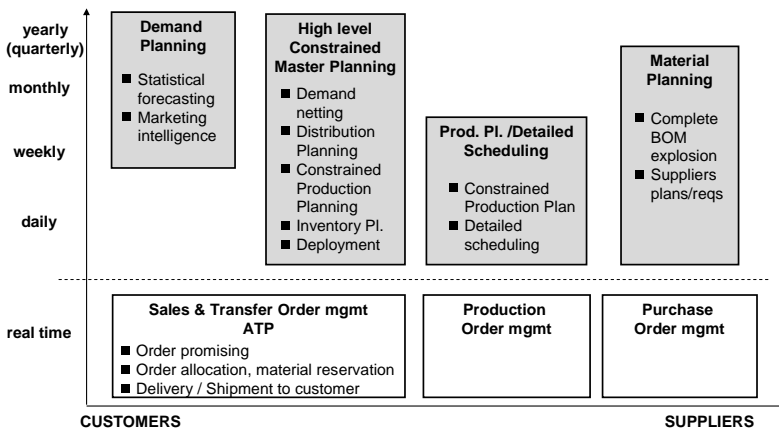 yearly
(quarterly)
monthly
weekly
daily
real time
Demand
Planning
■ Statistical
forecasting
■ Marketing
intelligence
High level
Constrained
Master Planning
■ Demand
netting
■ Distribution
Planning
■ Constrained
Production
Planning
■ Inventory Pl.
■ Deployment
Prod. Pl. /Detailed
Scheduling
■ Constrained
Production Plan
■ Detailed
scheduling
Material
Planning
■ Complete
BOM
explosion
■ Suppliers
plans/reqs
Sales & Transfer Order mgmt
ATP
■ Order promising
■ Order allocation, material reservation
■ Delivery / Shipment to customer
Production
Order mgmt
Purchase
Order mgmt
CUSTOMERS
SUPPLIERS